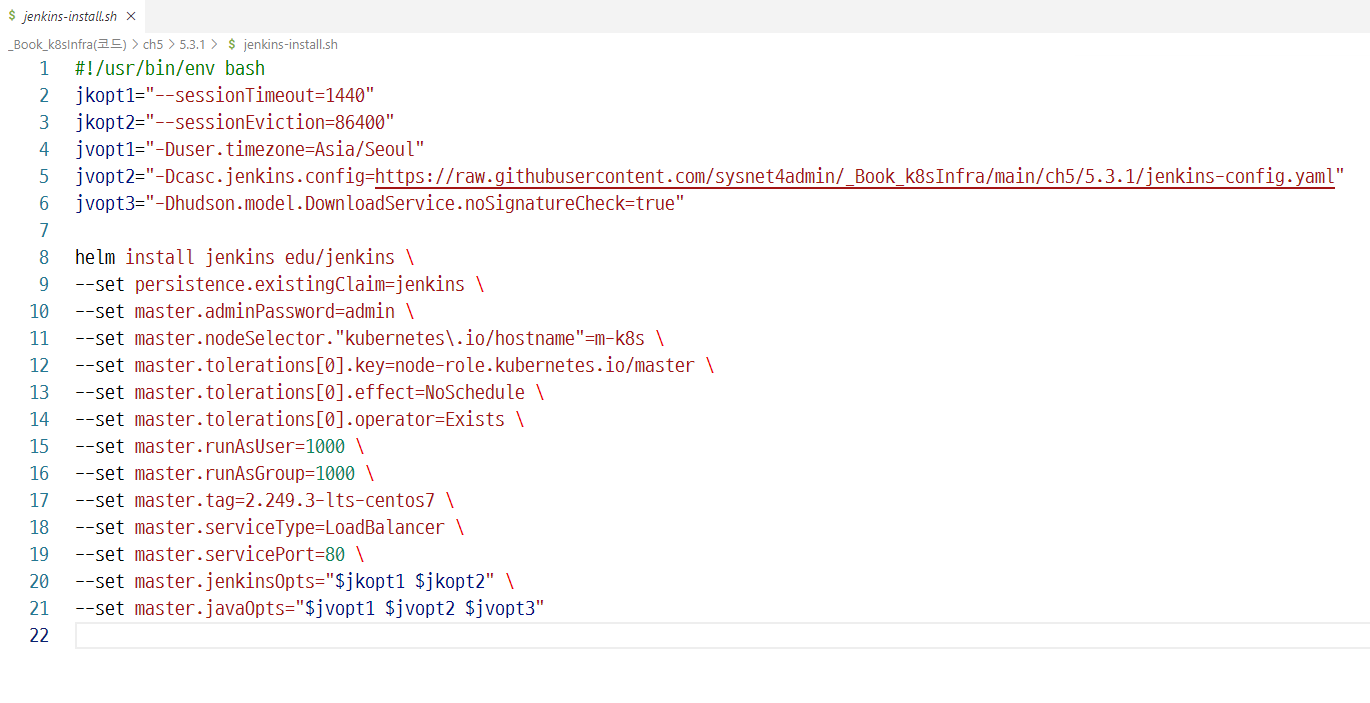 $ jenkins-install.sh ×
_Book_k8sInfra(코드) > ch5 > 5.3.1 > $ jenkins-install.sh
1 #!/usr/bin/env bash
2 jkopt1="--sessionTimeout=1440"
3 jkopt2="--sessionEviction=86400"
4 jvopt1="-Duser.timezone=Asia/Seoul"
5 jvopt2="-Dcasc.jenkins.config=https://raw.githubusercontent.com/sysnet4admin/_Book_k8sInfra/main/ch5/5.3.1/jenkins-config.yaml"
6 jvopt3="-Dhudson.model.DownloadService.noSignatureCheck=true"
7
8 helm install jenkins edu/jenkins \
9 --set persistence.existingClaim=jenkins \
10 --set master.adminPassword=admin \
11 --set master.nodeSelector."kubernetes\.io/hostname"=m-k8s \
12 --set master.tolerations[0].key=node-role.kubernetes.io/master \
13 --set master.tolerations[0].effect=NoSchedule \
14 --set master.tolerations[0].operator=Exists \
15 --set master.runAsUser=1000 \
16 --set master.runAsGroup=1000 \
17 --set master.tag=2.249.3-lts-centos7 \
18 --set master.serviceType=LoadBalancer \
19 --set master.servicePort=80 \
20 --set master.jenkinsOpts="$jkopt1 $jkopt2" \
21 --set master.javaOpts="$jvopt1 $jvopt2 $jvopt3"
22